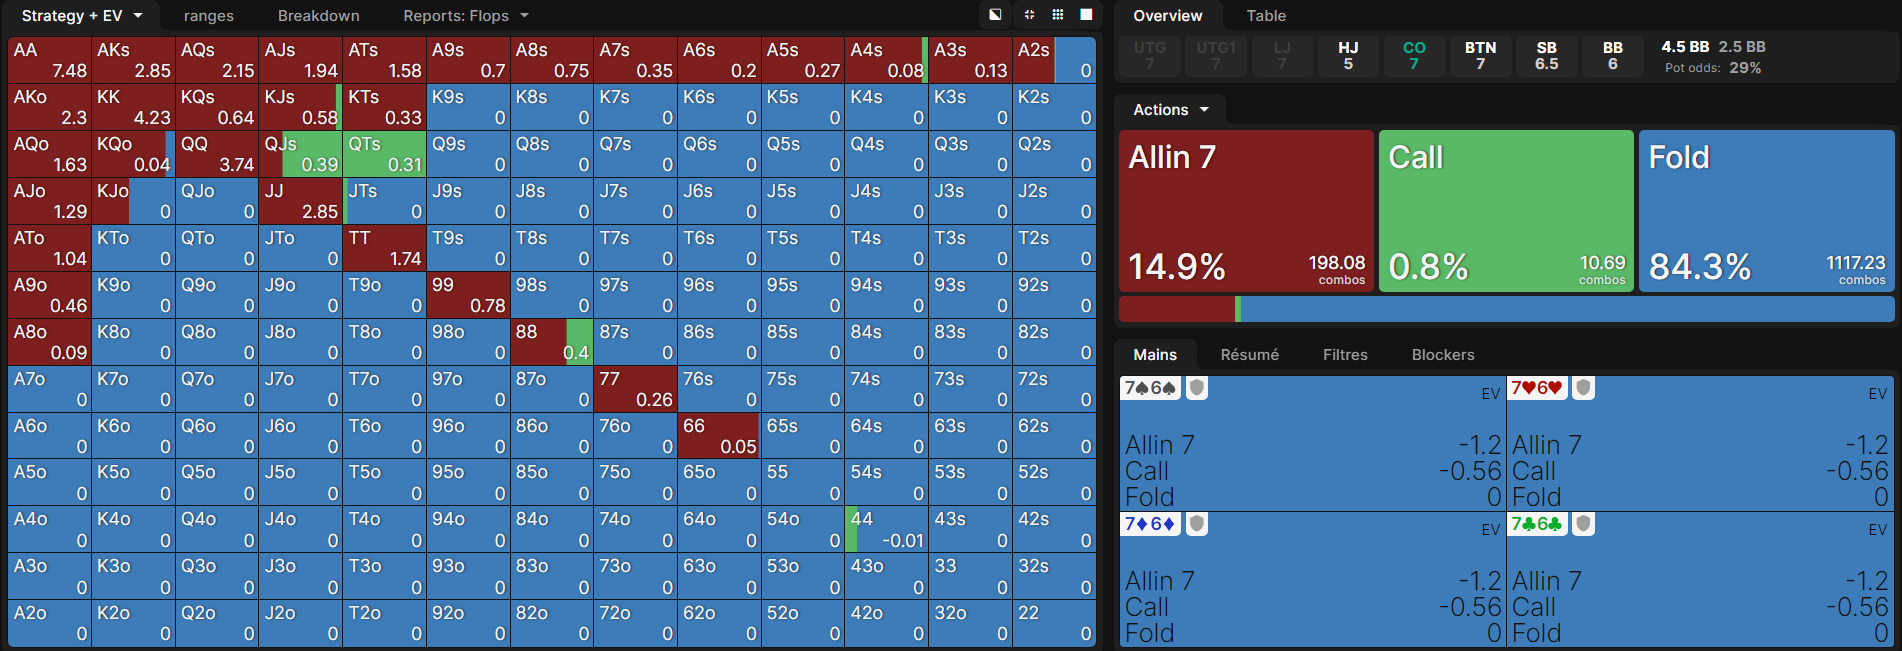 Strategy + EV ranges Breakdown Reports: Flops
AA AKs AQs AJs ATs A9s A8s A7s A6s A5s A4s A3s A2s
7.48 2.85 2.15 1.94 1.58 0.7 0.75 0.35 0.2 0.27 0.08 0.13 0
AKo KK KQs KJs KTs K9s K8s K7s K6s K5s K4s K3s K2s
2.3 4.23 0.64 0.58 0.33 0 0 0 0 0 0 0 0
AQo KQo QQ QJs QTs Q9s Q8s Q7s Q6s Q5s Q4s Q3s Q2s
1.63 0.04 3.74 0.39 0.31 0 0 0 0 0 0 0 0
AJo KJo QJo JJ JTs J9s J8s J7s J6s J5s J4s J3s J2s
1.29 0 0 2.85 0 0 0 0 0 0 0 0 0
ATo KTo QTo JTo TT T9s T8s T7s T6s T5s T4s T3s T2s
1.04 0 0 0 1.74 0 0 0 0 0 0 0 0
A9o K9o Q9o J9o T9o 99 98s 97s 96s 95s 94s 93s 92s
0.46 0 0 0 0 0.78 0 0 0 0 0 0 0
A8o K8o Q8o J8o T8o 98o 88 87s 86s 85s 84s 83s 82s
0.09 0 0 0 0 0 0.4 0 0 0 0 0 0
A7o K7o Q7o J7o T7o 97o 87o 77 76s 75s 74s 73s 72s
0 0 0 0 0 0 0 0.26 0 0 0 0 0
A6o K6o Q6o J6o T6o 96o 86o 76o 66 65s 64s 63s 62s
0 0 0 0 0 0 0 0 0.05 0 0 0 0
A5o K5o Q5o J5o T5o 95o 85o 75o 65o 55 54s 53s 52s
0 0 0 0 0 0 0 0 0 0 0 0 0
A4o K4o Q4o J4o T4o 94o 84o 74o 64o 54o 44 43s 42s
0 0 0 0 0 0 0 0 0 0 -0.01 0 0
A3o K3o Q3o J3o T3o 93o 83o 73o 63o 53o 43o 33 32s
0 0 0 0 0 0 0 0 0 0 0 0 0
A2o K2o Q2o J2o T2o 92o 82o 72o 62o 52o 42o 32o 22
0 0 0 0 0 0 0 0 0 0 0 0 0
Overview Table
UTG UTG1 LJ HJ CO BTN SB BB 4.5 BB 2.5 BB
7 7 7 5 7 7 6.5 6 Pot odds: 29%
Actions
Allin 7 Call Fold
14.9% 198.08 0.8% 10.69 84.3% 1117.23
combos combos combos
Mains Résumé Filtres Blockers
7♠6♠ EV 7♥6♥ EV
Allin 7 -1.2 Allin 7 -1.2
Call -0.56 Call -0.56
Fold 0 Fold 0
7♦6♦ EV 7♣6♣ EV
Allin 7 -1.2 Allin 7 -1.2
Call -0.56 Call -0.56
Fold 0 Fold 0